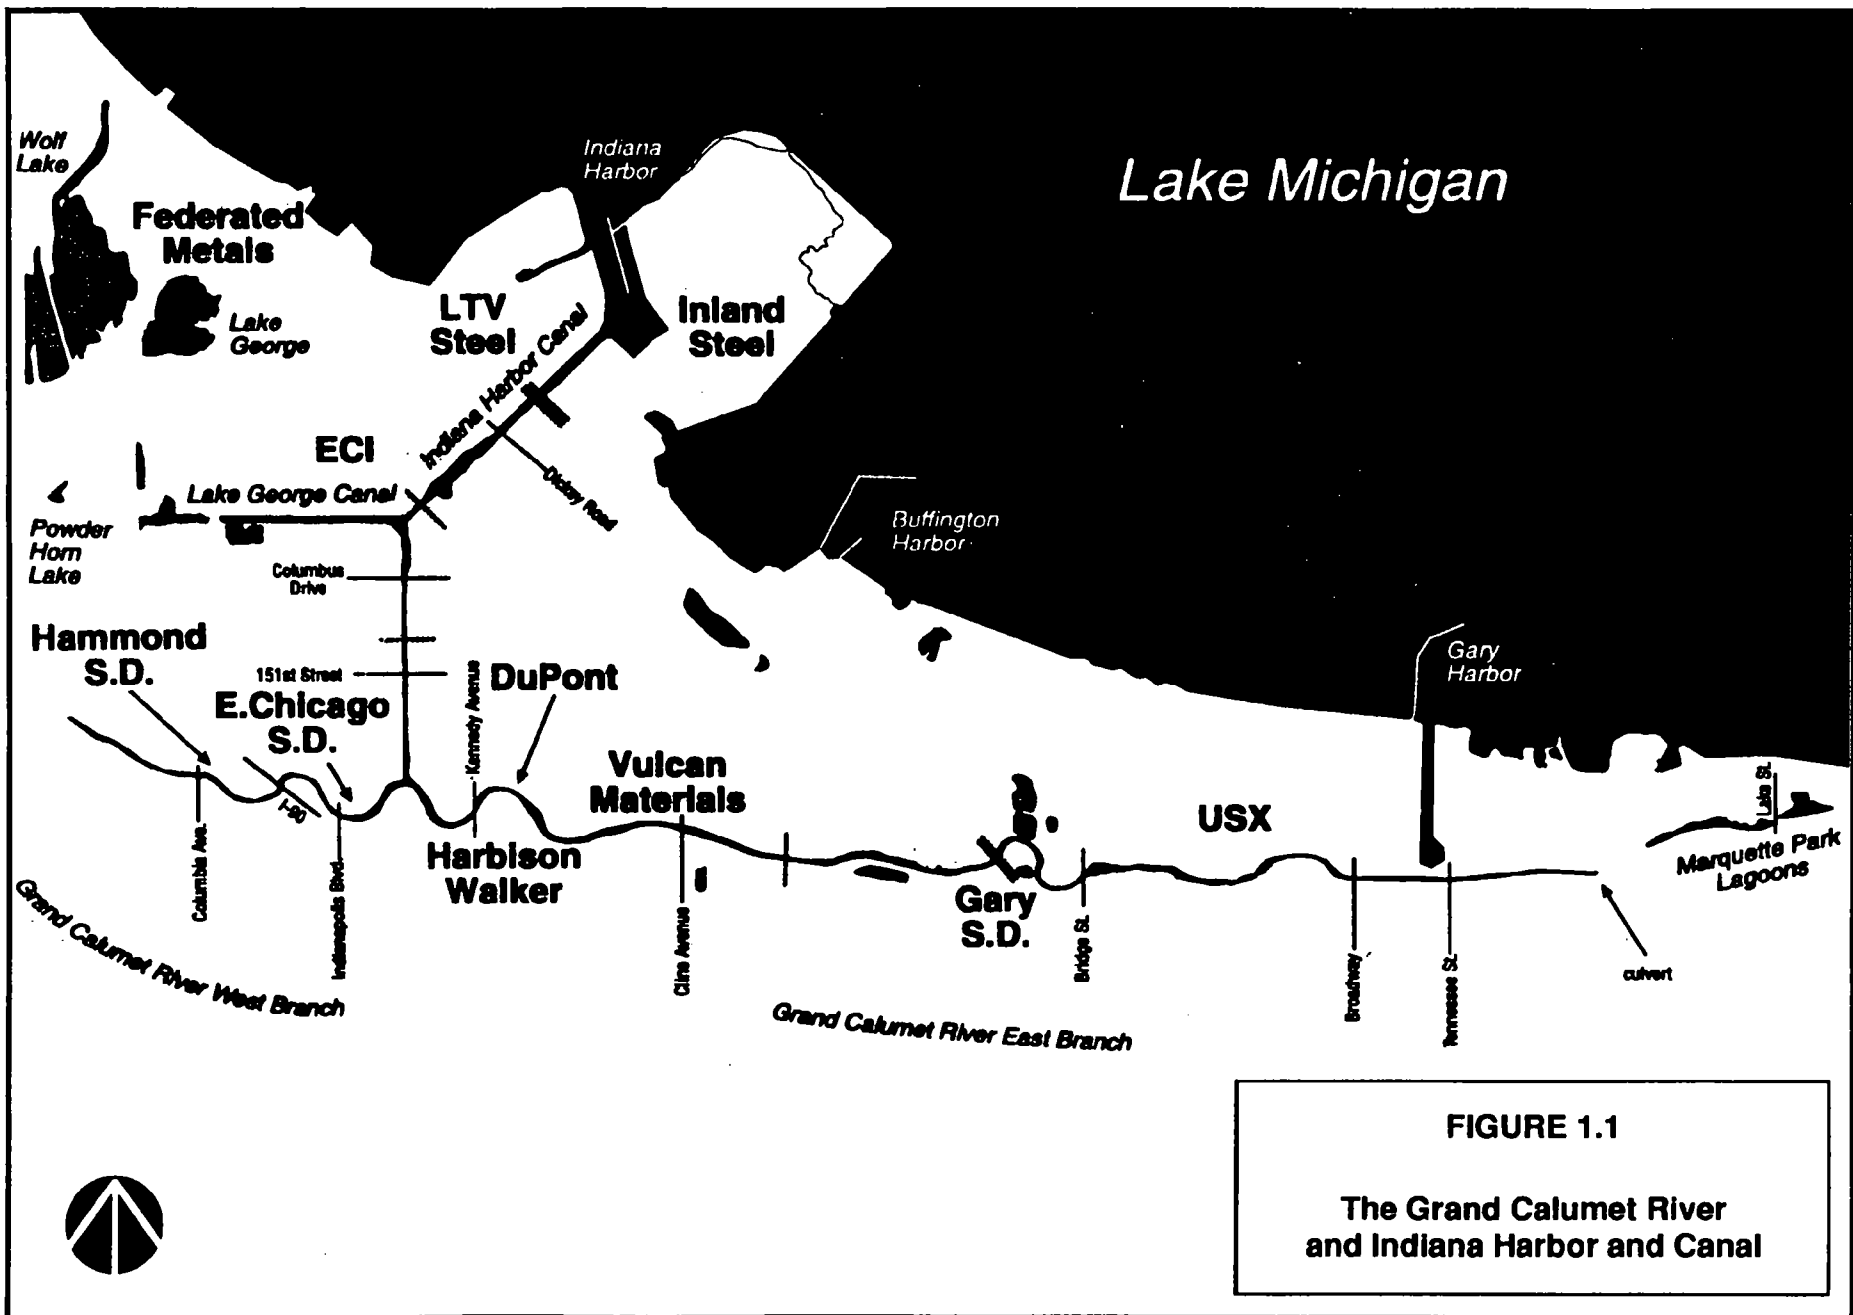 Lake Michigan
Indiana
Harbor
Wolf
Lake
Federated
Metals
Lake
George
LTV
Steel
Inland
Steel
Indiana Harbor Canal
ECI
Lake George Canal
Dickey Road
Powder
Horn
Lake
Buffington
Harbor
Columbus
Drive
Hammond
S.D.
151st Street
E.Chicago
S.D.
Kennedy Avenue
DuPont
Gary
Harbor
Vulcan
Materials
I-90
USX
Lake St.
Marquette Park
Lagoons
Columbia Ave.
Indianapolis Blvd.
Harbison
Walker
Cline Avenue
Gary
S.D.
Bridge St.
Broadway
Tennessee St.
culvert
Grand Calumet River West Branch
Grand Calumet River East Branch
FIGURE 1.1
The Grand Calumet River
and Indiana Harbor and Canal